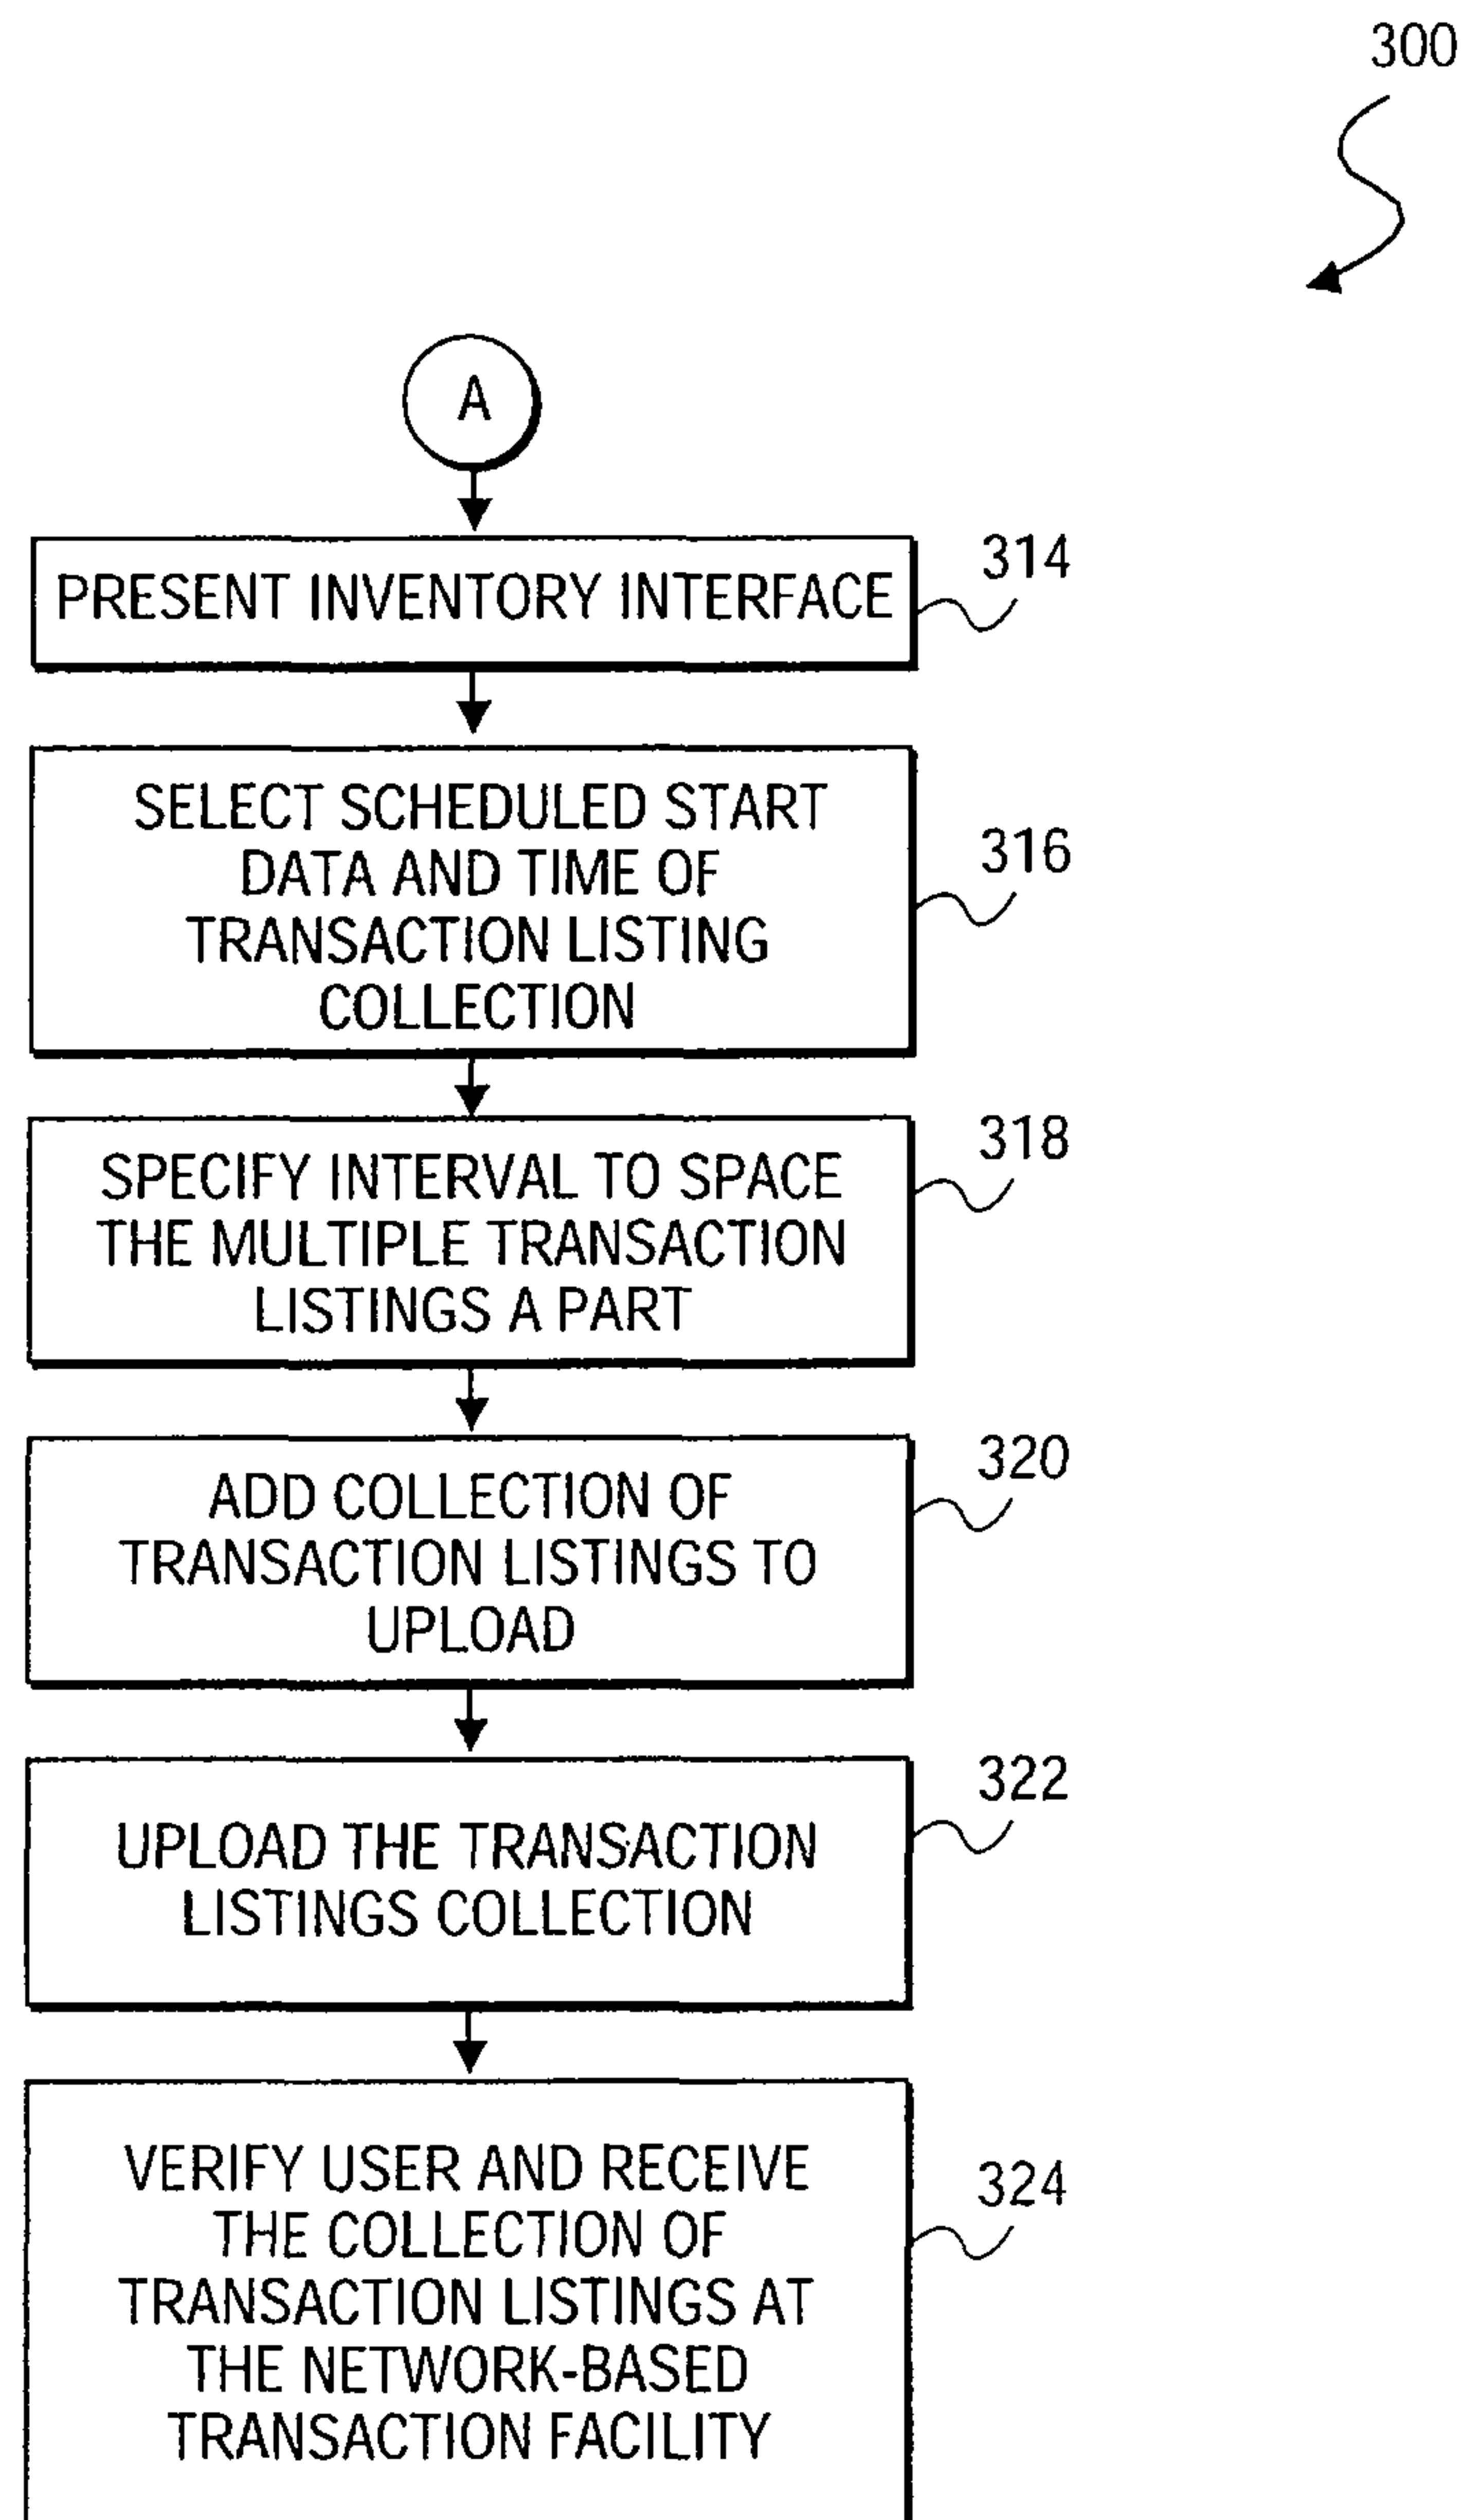 300
A
PRESENT INVENTORY INTERFACE
314
SELECT SCHEDULED START
DATA AND TIME OF
TRANSACTION LISTING
COLLECTION
316
SPECIFY INTERVAL TO SPACE
THE MULTIPLE TRANSACTION
LISTINGS A PART
318
ADD COLLECTION OF
TRANSACTION LISTINGS TO
UPLOAD
320
UPLOAD THE TRANSACTION
LISTINGS COLLECTION
322
VERIFY USER AND RECEIVE
THE COLLECTION OF
TRANSACTION LISTINGS AT
THE NETWORK-BASED
TRANSACTION FACILITY
324